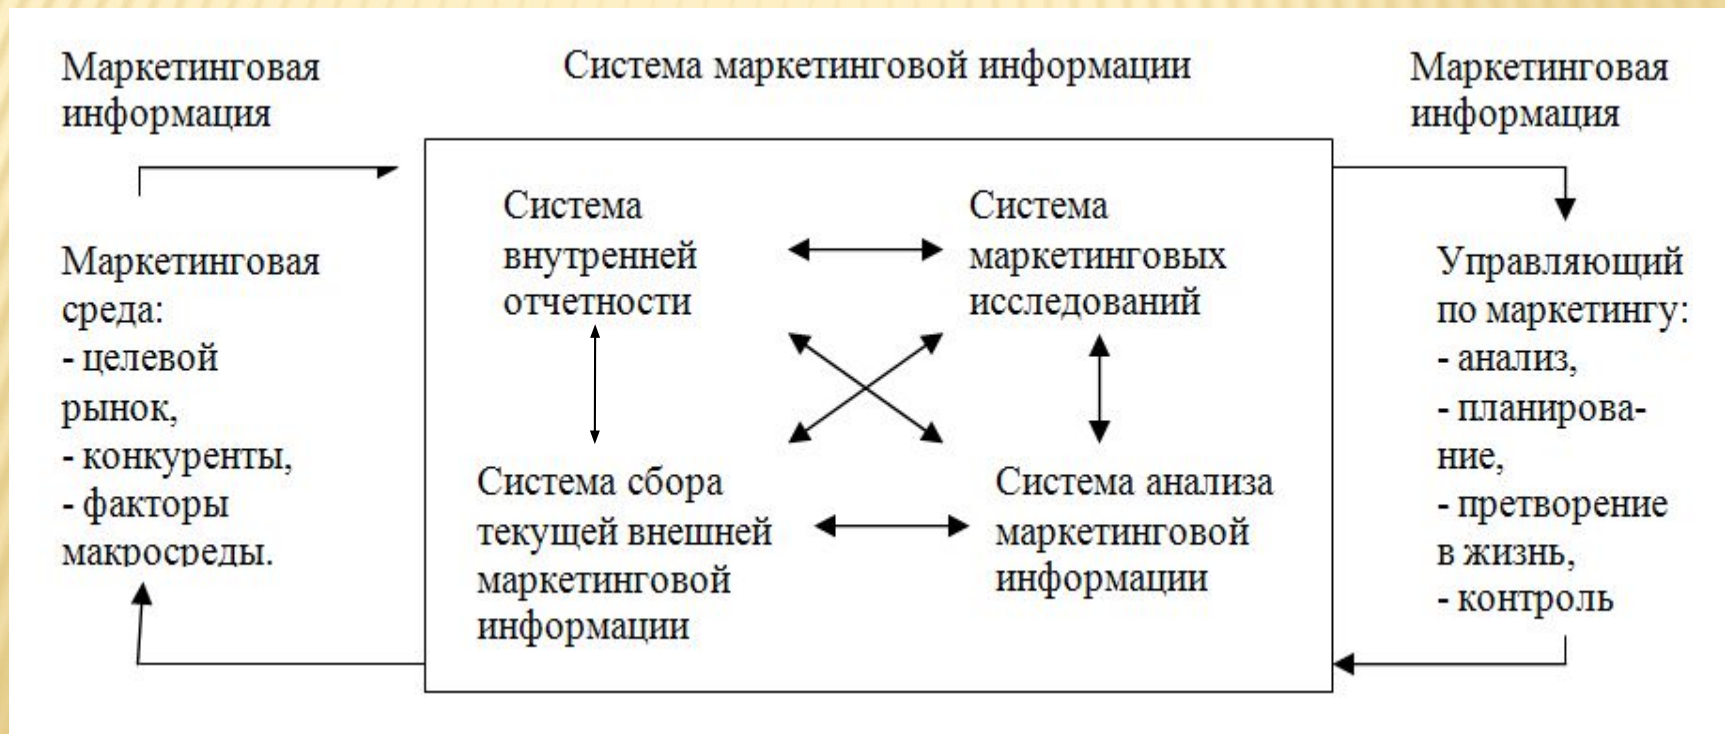 Маркетинговая
информация
Система маркетинговой информации
Маркетинговая
информация
Маркетинговая
среда:
- целевой
рынок,
- конкуренты,
- факторы
макросреды.
Система
внутренней
отчетности
Система
маркетинговых
исследований
Система сбора
текущей внешней
маркетинговой
информации
Система анализа
маркетинговой
информации
Управляющий
по маркетингу:
- анализ,
- планирова-
ние,
- претворение
в жизнь,
- контроль